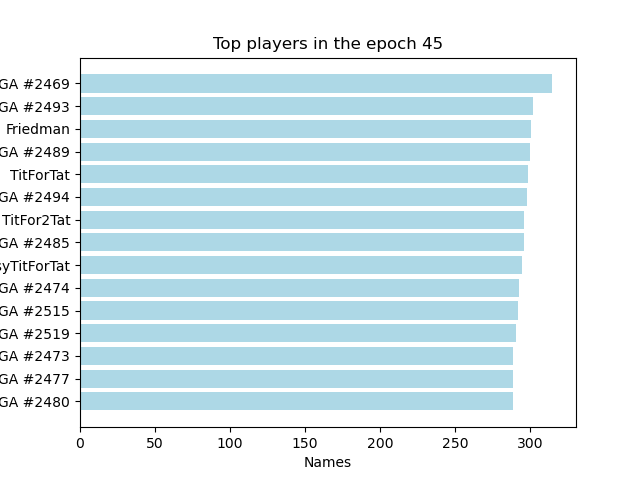 Top players in the epoch 45
GA #2469
GA #2493
Friedman
GA #2489
TitForTat
GA #2494
TitFor2Tat
GA #2485
syTitForTat
GA #2474
GA #2515
GA #2519
GA #2473
GA #2477
GA #2480
0 50 100 150 200 250 300
Names